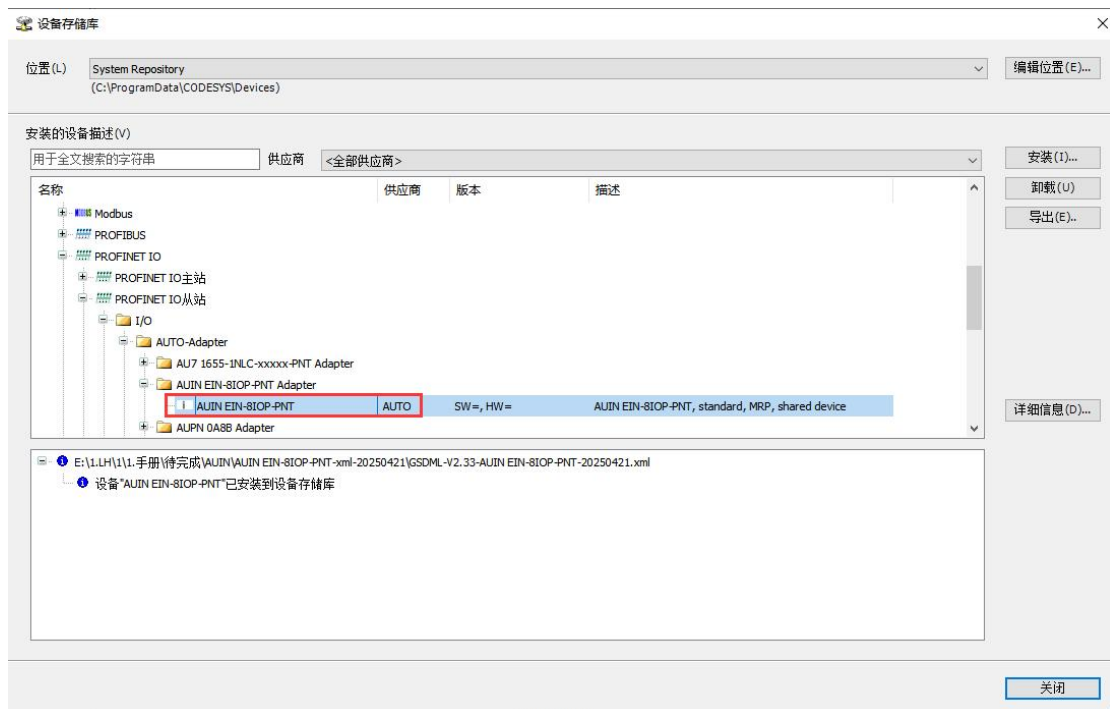 设备存储库
位置(L) System Repository 编辑位置(E)...
(C:\ProgramData\CODESYS\Devices)
安装的设备描述(V)
用于全文搜索的字符串 供应商 <全部供应商> 安装(I)...
名称 供应商 版本 描述 卸载(U)
Modbus 导出(E)..
PROFIBUS
PROFINET IO
PROFINET IO主站
PROFINET IO从站
I/O
AUTO-Adapter
AU7 1655-1NLC-xxxxx-PNT Adapter
AUIN EIN-8IOP-PNT Adapter
AUIN EIN-8IOP-PNT AUTO SW=, HW= AUIN EIN-8IOP-PNT, standard, MRP, shared device 详细信息(D)...
AUPN 0A8B Adapter
E:\1.LH\1\1.手册\待完成\AUIN\AUIN EIN-8IOP-PNT-xml-20250421\GSDML-V2.33-AUIN EIN-8IOP-PNT-20250421.xml
设备"AUIN EIN-8IOP-PNT"已安装到设备存储库
关闭